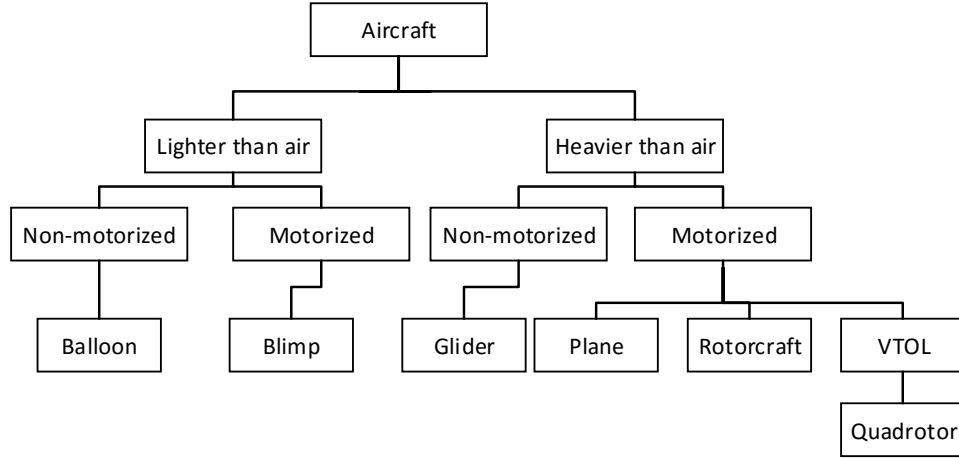 Aircraft
Lighter than air
Heavier than air
Non-motorized
Motorized
Non-motorized
Motorized
Balloon
Blimp
Glider
Plane
Rotorcraft
VTOL
Quadrotor